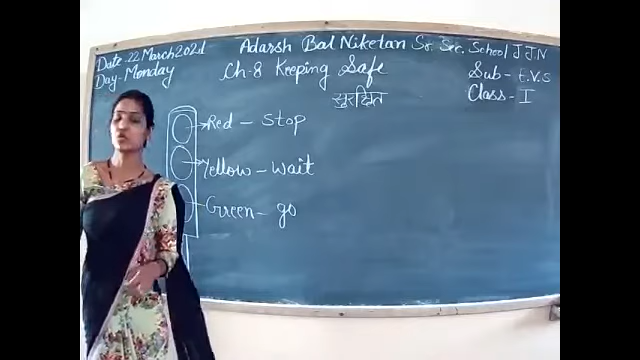 Date - 22 March 2021
Day - Monday
Adarsh Bal Niketan Sr. Sec. School JJN
Ch-8 Keeping Safe
सुरक्षित
Sub - E.V.S
Class - I
Red - Stop
Yellow - wait
Green - go